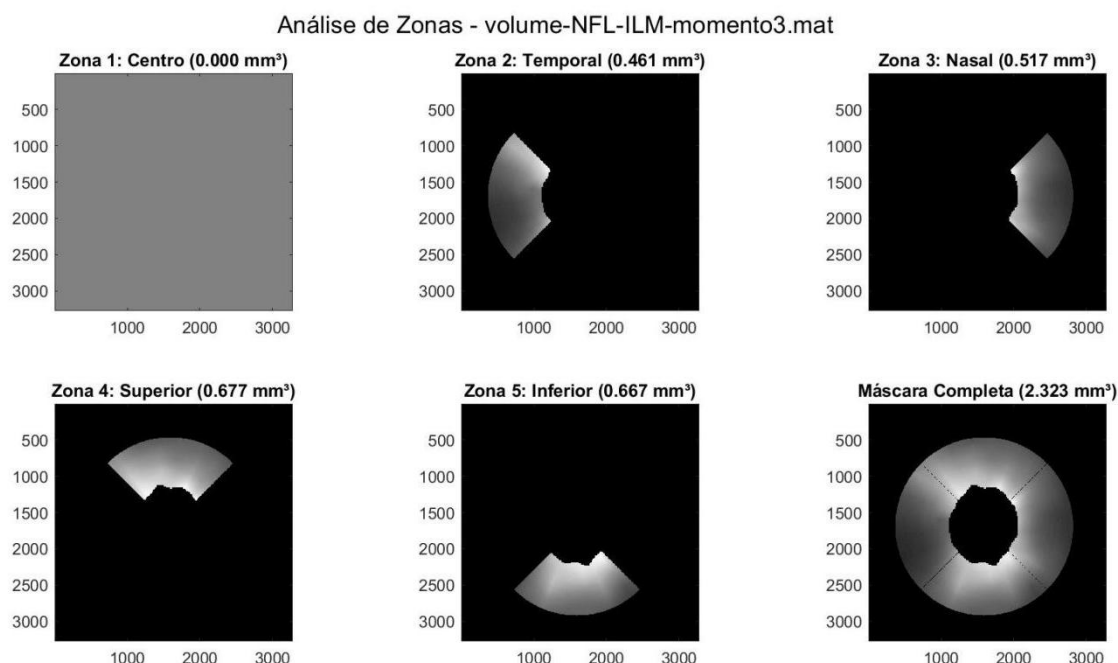 Análise de Zonas - volume-NFL-ILM-momento3.mat
Zona 1: Centro (0.000 mm³)
500
1000
1500
2000
2500
3000
1000 2000 3000
Zona 2: Temporal (0.461 mm³)
500
1000
1500
2000
2500
3000
1000 2000 3000
Zona 3: Nasal (0.517 mm³)
500
1000
1500
2000
2500
3000
1000 2000 3000
Zona 4: Superior (0.677 mm³)
500
1000
1500
2000
2500
3000
1000 2000 3000
Zona 5: Inferior (0.667 mm³)
500
1000
1500
2000
2500
3000
1000 2000 3000
Máscara Completa (2.323 mm³)
500
1000
1500
2000
2500
3000
1000 2000 3000